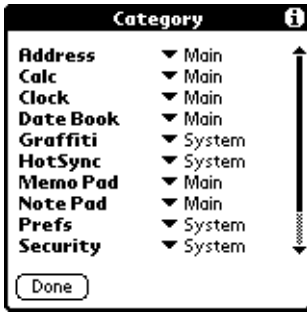 Category i
Address Main
Calc Main
Clock Main
Date Book Main
Graffiti System
HotSync System
Memo Pad Main
Note Pad Main
Prefs System
Security System
Done